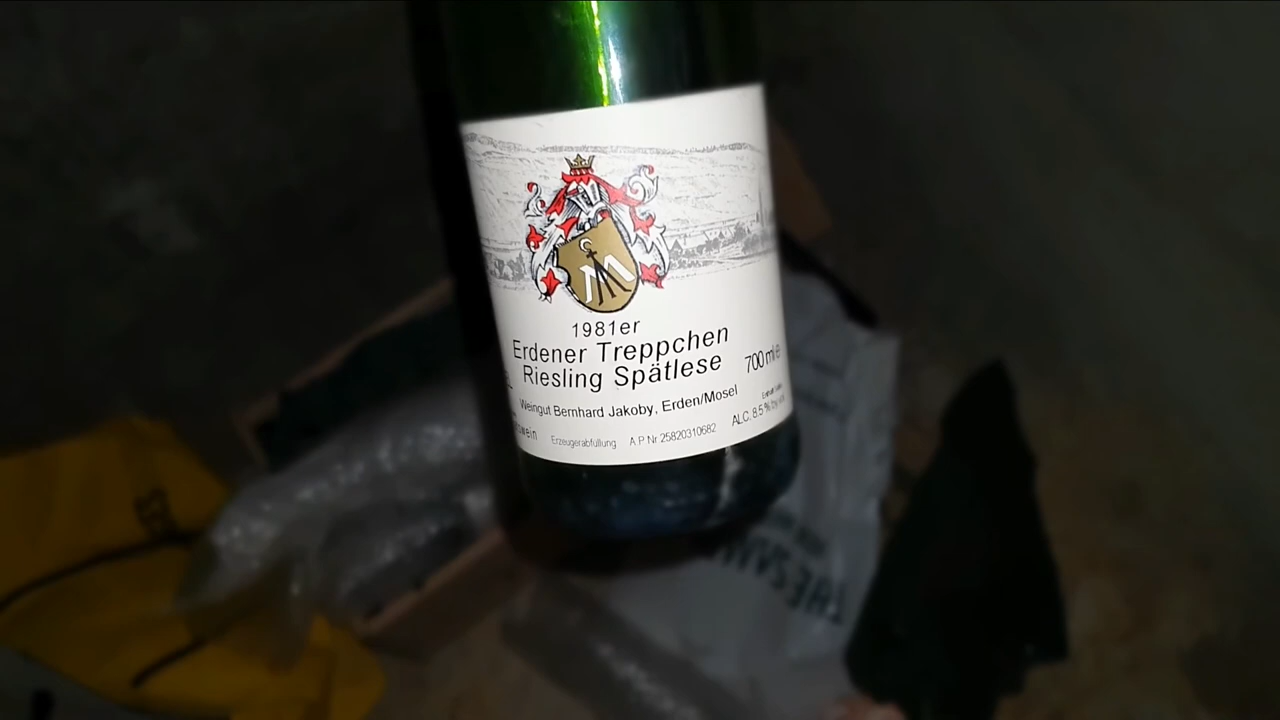 M
1981er
Erdener Treppchen
Riesling Spätlese
700 ml e
Weingut Bernhard Jakoby, Erden/Mosel
Erzeugerabfüllung A.P.Nr.25820310682
ALC. 8.5 % by vol